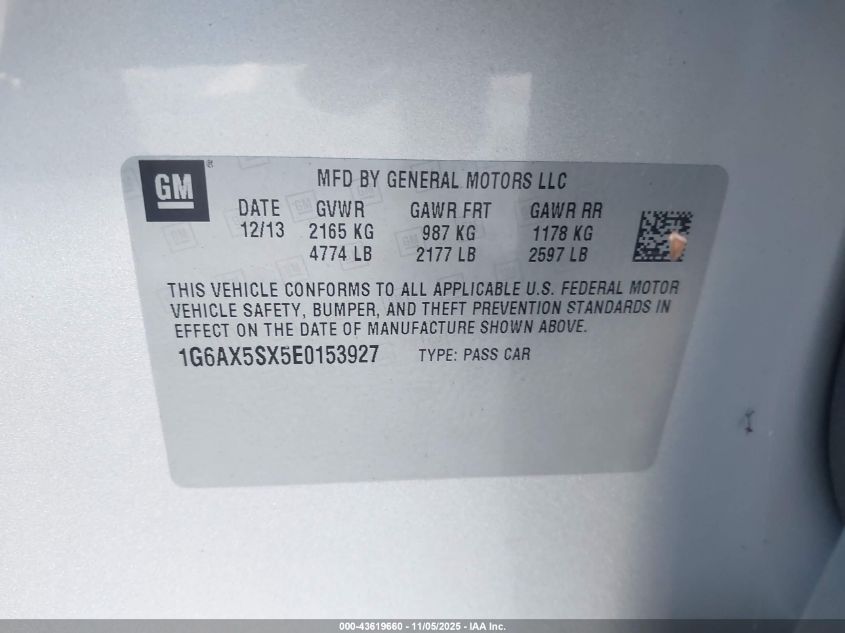 GM ®
MFD BY GENERAL MOTORS LLC
DATE GVWR GAWR FRT GAWR RR
12/13 2165 KG 987 KG 1178 KG
4774 LB 2177 LB 2597 LB
THIS VEHICLE CONFORMS TO ALL APPLICABLE U.S. FEDERAL MOTOR
VEHICLE SAFETY, BUMPER, AND THEFT PREVENTION STANDARDS IN
EFFECT ON THE DATE OF MANUFACTURE SHOWN ABOVE.
1G6AX5SX5E0153927 TYPE: PASS CAR
000-43619660 - 11/05/2025 - IAA Inc.